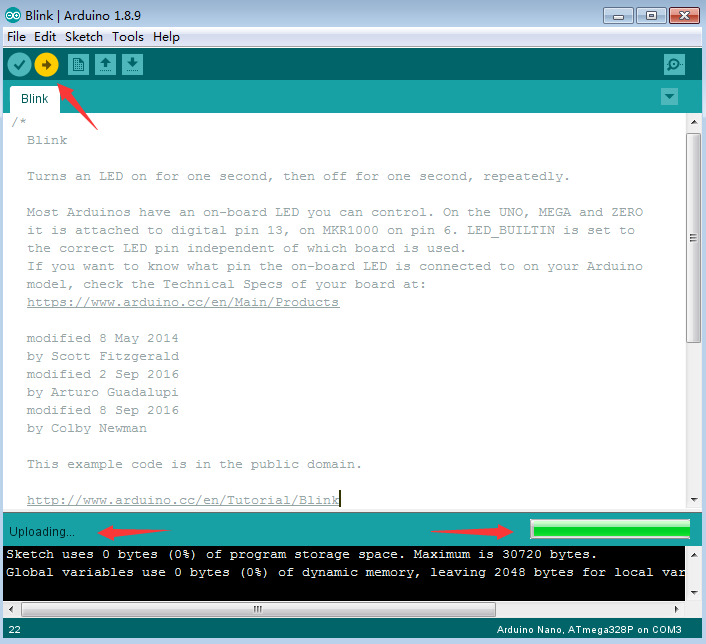 Blink | Arduino 1.8.9
File Edit Sketch Tools Help
Blink
/*
Blink
Turns an LED on for one second, then off for one second, repeatedly.
Most Arduinos have an on-board LED you can control. On the UNO, MEGA and ZERO
it is attached to digital pin 13, on MKR1000 on pin 6. LED_BUILTIN is set to
the correct LED pin independent of which board is used.
If you want to know what pin the on-board LED is connected to on your Arduino
model, check the Technical Specs of your board at:
https://www.arduino.cc/en/Main/Products
modified 8 May 2014
by Scott Fitzgerald
modified 2 Sep 2016
by Arturo Guadalupi
modified 8 Sep 2016
by Colby Newman
This example code is in the public domain.
http://www.arduino.cc/en/Tutorial/Blink
Uploading...
Sketch uses 0 bytes (0%) of program storage space. Maximum is 30720 bytes.
Global variables use 0 bytes (0%) of dynamic memory, leaving 2048 bytes for local var
22 Arduino Nano, ATmega328P on COM3